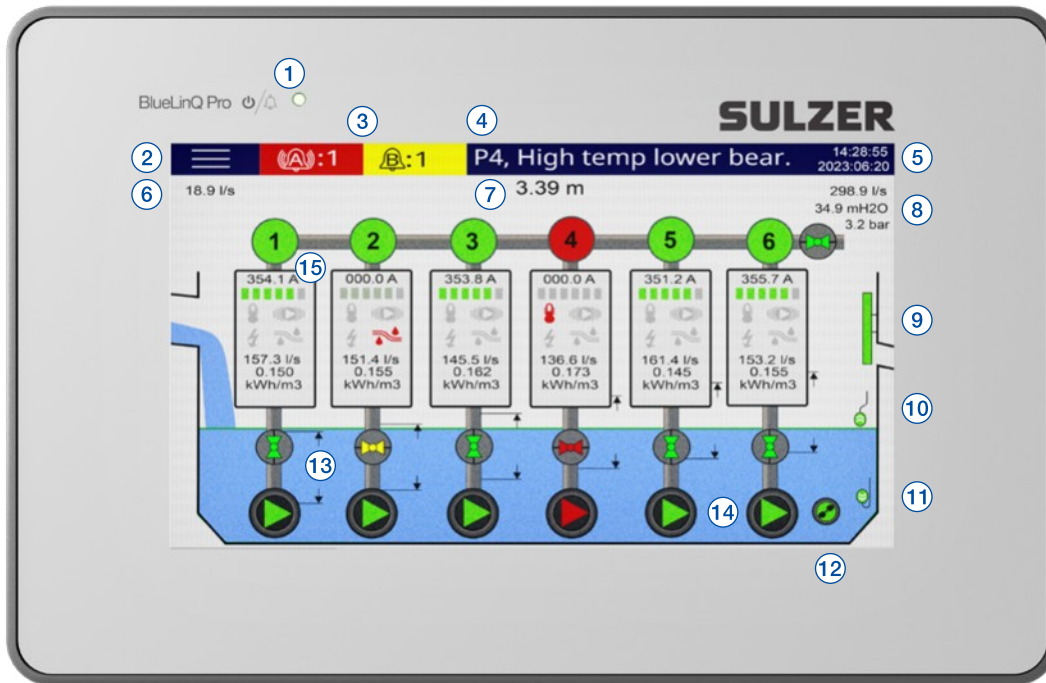 1
BlueLinQ Pro
SULZER
3
4
2
A:1
B:1
P4, High temp lower bear.
14:28:55
2023:06:20
5
6
18.9 l/s
7
3.39 m
298.9 l/s
34.9 mH2O
3.2 bar
8
1
2
3
4
5
6
15
354.1 A
000.0 A
353.8 A
000.0 A
351.2 A
355.7 A
9
157.3 l/s
0.150
kWh/m3
151.4 l/s
0.155
kWh/m3
145.5 l/s
0.162
kWh/m3
136.6 l/s
0.173
kWh/m3
161.4 l/s
0.145
kWh/m3
153.2 l/s
0.155
kWh/m3
10
13
11
14
12